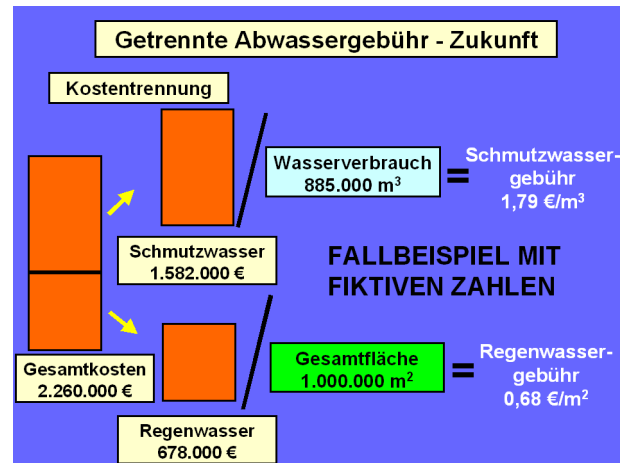 Getrennte Abwassergebühr - Zukunft
Kostentrennung
Wasserverbrauch
885.000 m³
=
Schmutzwasser-
gebühr
1,79 €/m³
Schmutzwasser
1.582.000 €
FALLBEISPIEL MIT
FIKTIVEN ZAHLEN
Gesamtkosten
2.260.000 €
Gesamtfläche
1.000.000 m²
=
Regenwasser-
gebühr
0,68 €/m²
Regenwasser
678.000 €